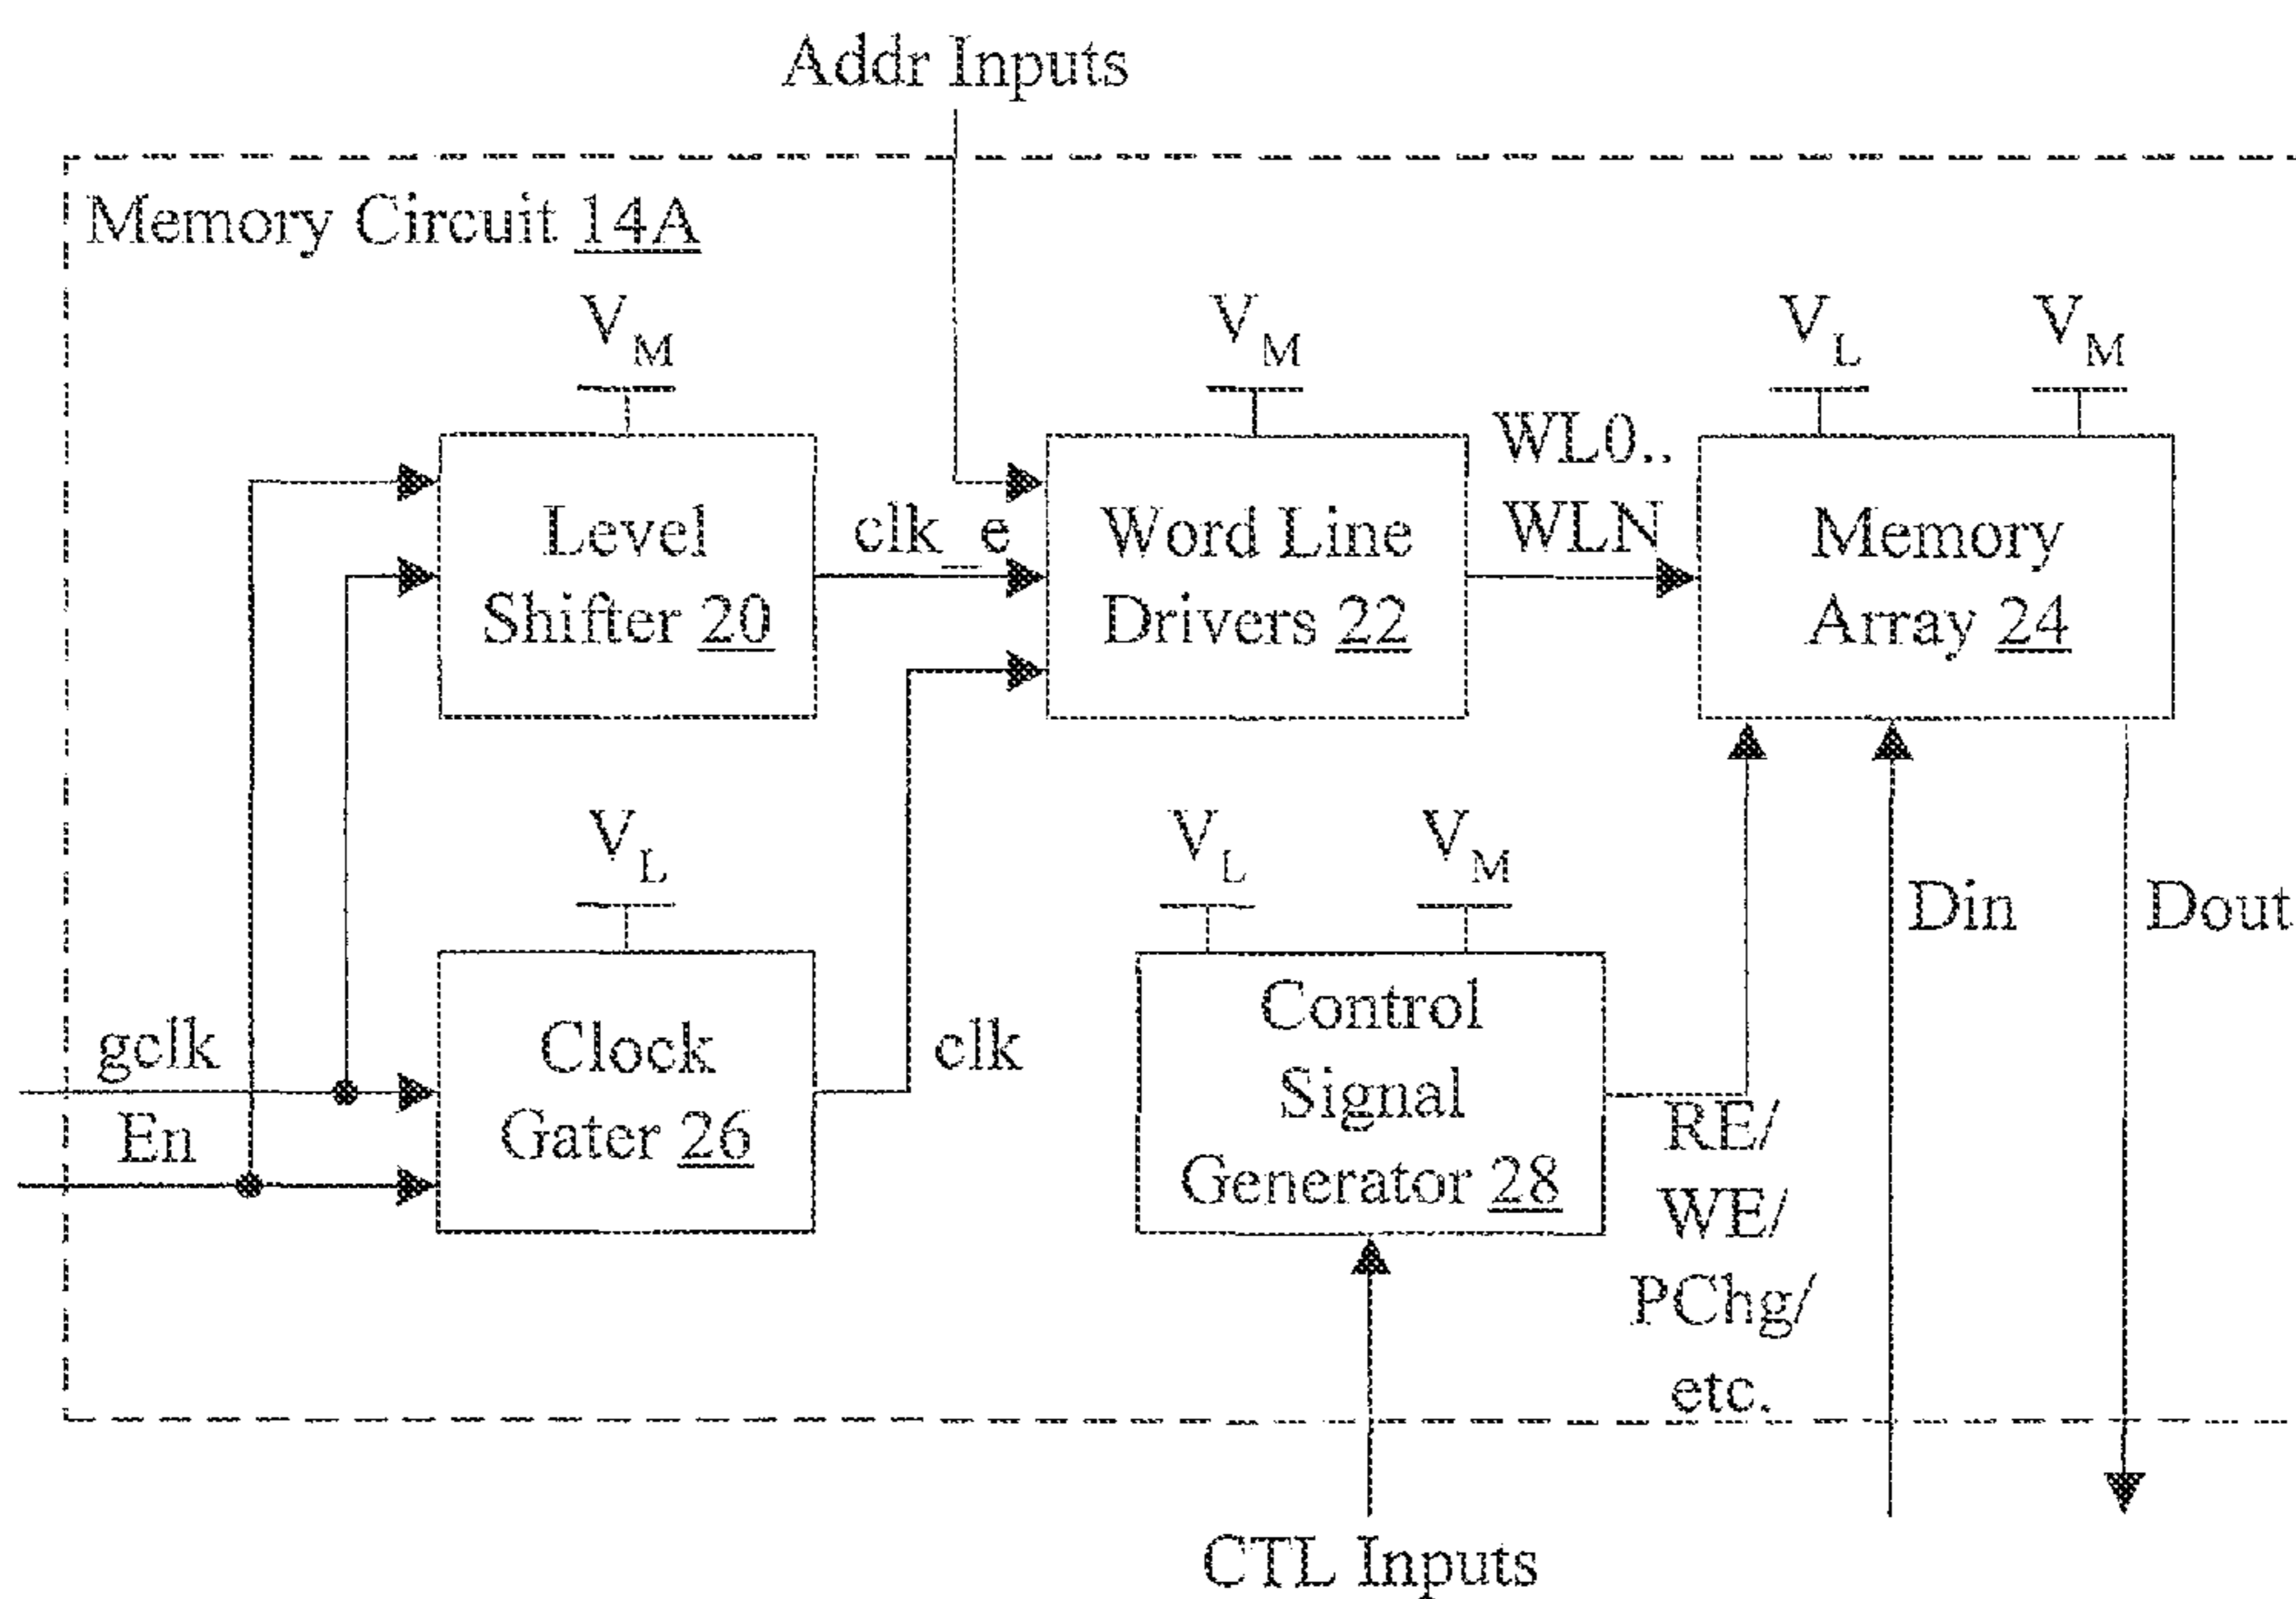 Addr Inputs
Memory Circuit 14A
VM
VM
VL
VM
Level
Shifter 20
clk_e
Word Line
Drivers 22
WL0..
WLN
Memory
Array 24
VL
VL
VM
gclk
En
Clock
Gater 26
clk
Control
Signal
Generator 28
RE/
WE/
PChg/
etc.
Din
Dout
CTL Inputs